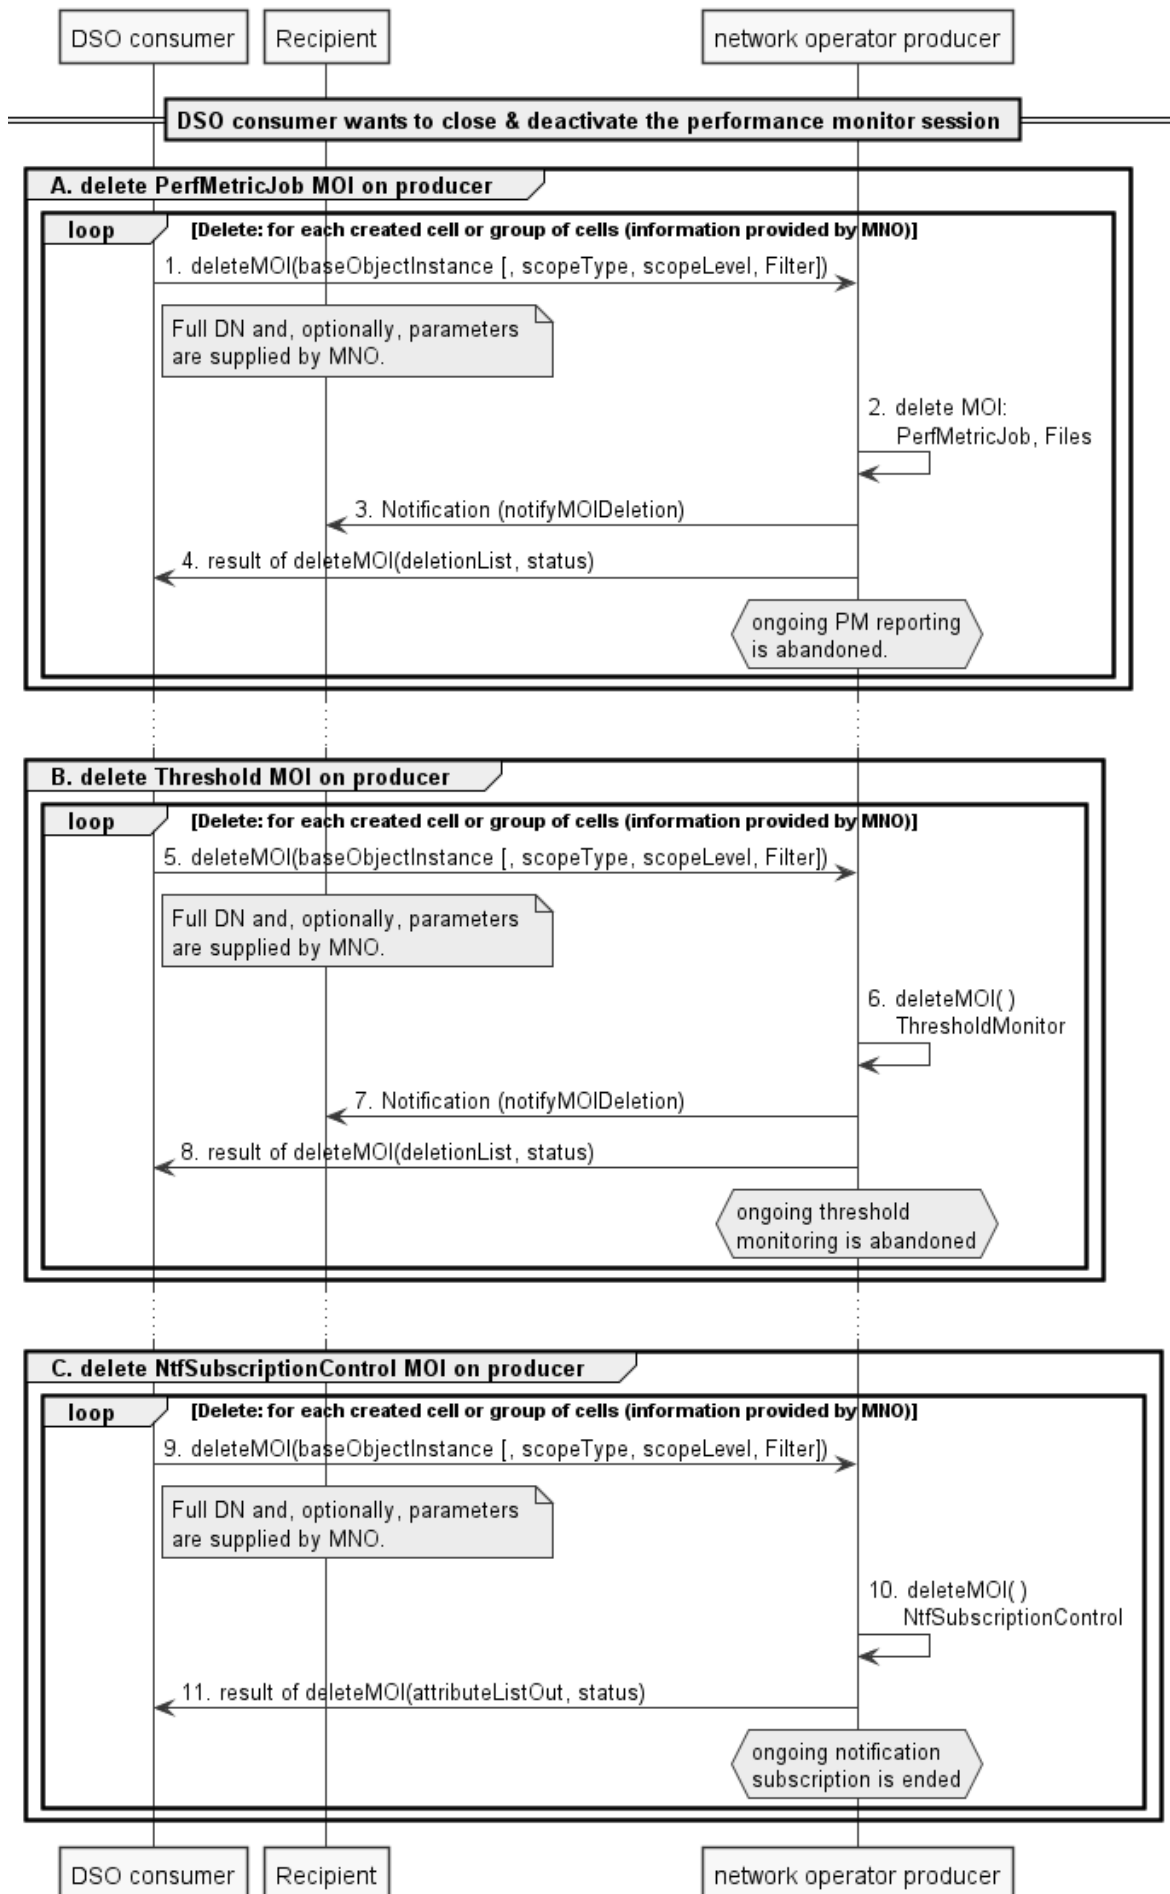 DSO consumer
Recipient
network operator producer
DSO consumer wants to close & deactivate the performance monitor session
A. delete PerfMetricJob MOI on producer
loop
[Delete: for each created cell or group of cells (information provided by MNO)]
1. deleteMOI(baseObjectInstance [, scopeType, scopeLevel, Filter])
Full DN and, optionally, parameters
are supplied by MNO.
2. delete MOI:
PerfMetricJob, Files
3. Notification (notifyMOIDeletion)
4. result of deleteMOI(deletionList, status)
ongoing PM reporting
is abandoned.
B. delete Threshold MOI on producer
loop
[Delete: for each created cell or group of cells (information provided by MNO)]
5. deleteMOI(baseObjectInstance [, scopeType, scopeLevel, Filter])
Full DN and, optionally, parameters
are supplied by MNO.
6. deleteMOI( )
ThresholdMonitor
7. Notification (notifyMOIDeletion)
8. result of deleteMOI(deletionList, status)
ongoing threshold
monitoring is abandoned
C. delete NtfSubscriptionControl MOI on producer
loop
[Delete: for each created cell or group of cells (information provided by MNO)]
9. deleteMOI(baseObjectInstance [, scopeType, scopeLevel, Filter])
Full DN and, optionally, parameters
are supplied by MNO.
10. deleteMOI( )
NtfSubscriptionControl
11. result of deleteMOI(attributeListOut, status)
ongoing notification
subscription is ended
DSO consumer
Recipient
network operator producer